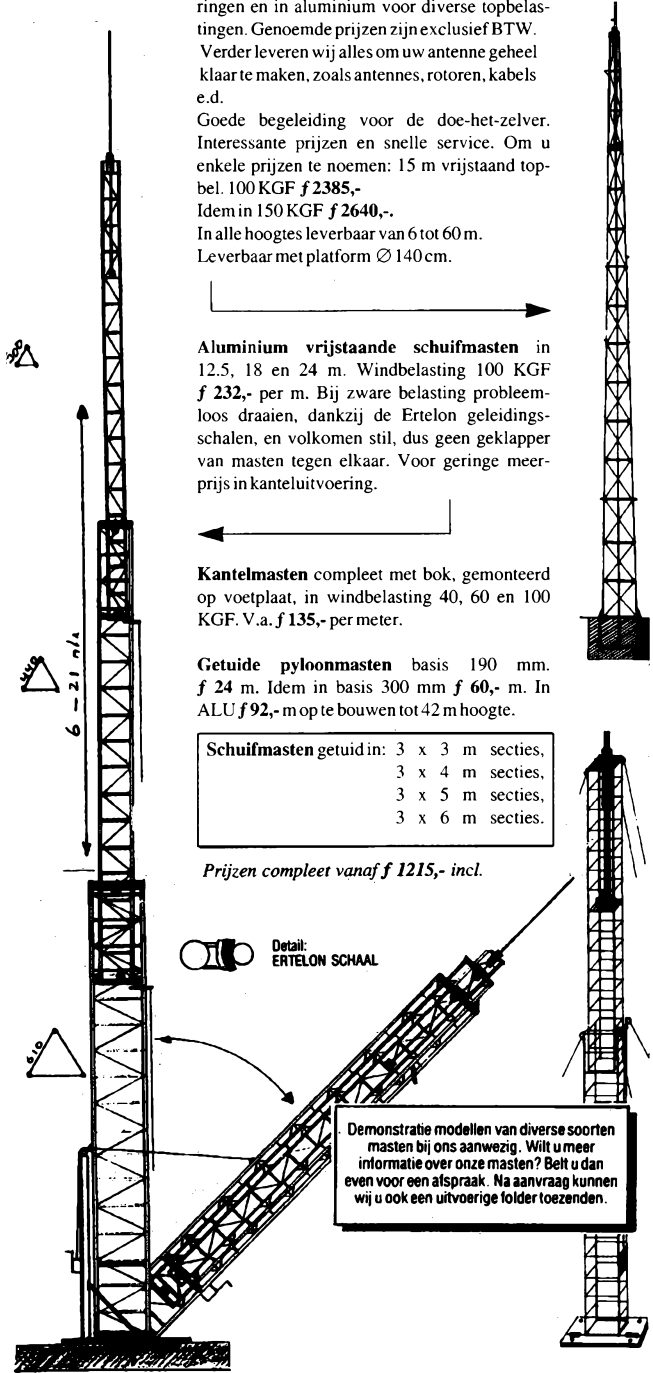 ringen en in aluminium voor diverse topbelas-
tingen. Genoemde prijzen zijn exclusief BTW.
Verder leveren wij alles om uw antenne geheel
klaar te maken, zoals antennes, rotoren, kabels
e.d.
Goede begeleiding voor de doe-het-zelver.
Interessante prijzen en snelle service. Om u
enkele prijzen te noemen: 15 m vrijstaand top-
bel. 100 KGF ƒ 2385,-
Idem in 150 KGF ƒ 2640,-.
In alle hoogtes leverbaar van 6 tot 60 m.
Leverbaar met platform ∅ 140 cm.
Aluminium vrijstaande schuifmasten in
12.5, 18 en 24 m. Windbelasting 100 KGF
ƒ 232,- per m. Bij zware belasting probleem-
loos draaien, dankzij de Ertelon geleidings-
schalen, en volkomen stil, dus geen geklapper
van masten tegen elkaar. Voor geringe meer-
prijs in kanteluitvoering.
Kantelmasten compleet met bok, gemonteerd
op voetplaat, in windbelasting 40, 60 en 100
KGF. V.a. ƒ 135,- per meter.
Getuide pyloonmasten basis 190 mm.
ƒ 24 m. Idem in basis 300 mm ƒ 60,- m. In
ALU ƒ 92,- m op te bouwen tot 42 m hoogte.
Schuifmasten getuid in: 3 x 3 m secties,
3 x 4 m secties,
3 x 5 m secties,
3 x 6 m secties.
Prijzen compleet vanaf ƒ 1215,- incl.
300
440
6 – 21 m/s
610
Detail:
ERTELON SCHAAL
Demonstratie modellen van diverse soorten
masten bij ons aanwezig. Wilt u meer
informatie over onze masten? Belt u dan
even voor een afspraak. Na aanvraag kunnen
wij u ook een uitvoerige folder toezenden.